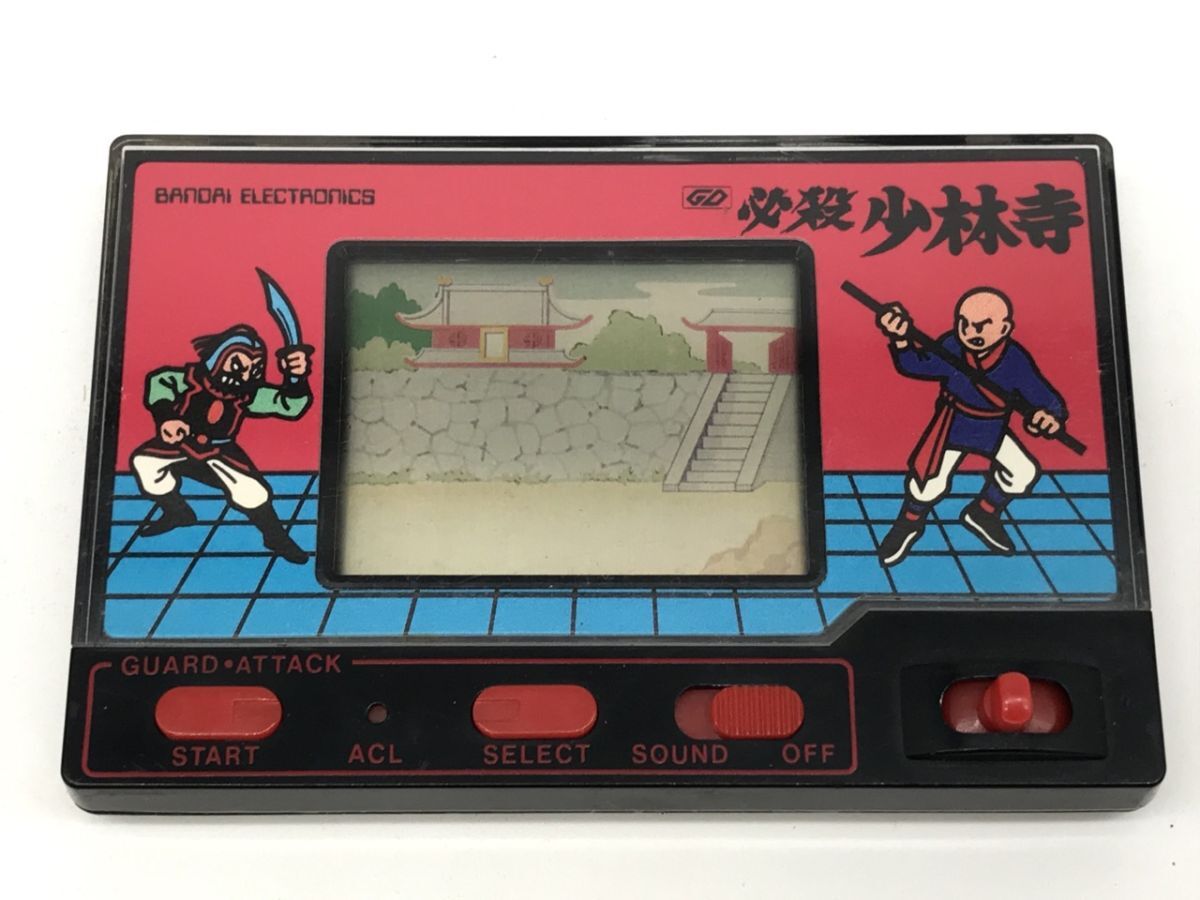 BANDAI ELECTRONICS
GD 必殺 少林寺
GUARD•ATTACK
START ACL SELECT SOUND OFF